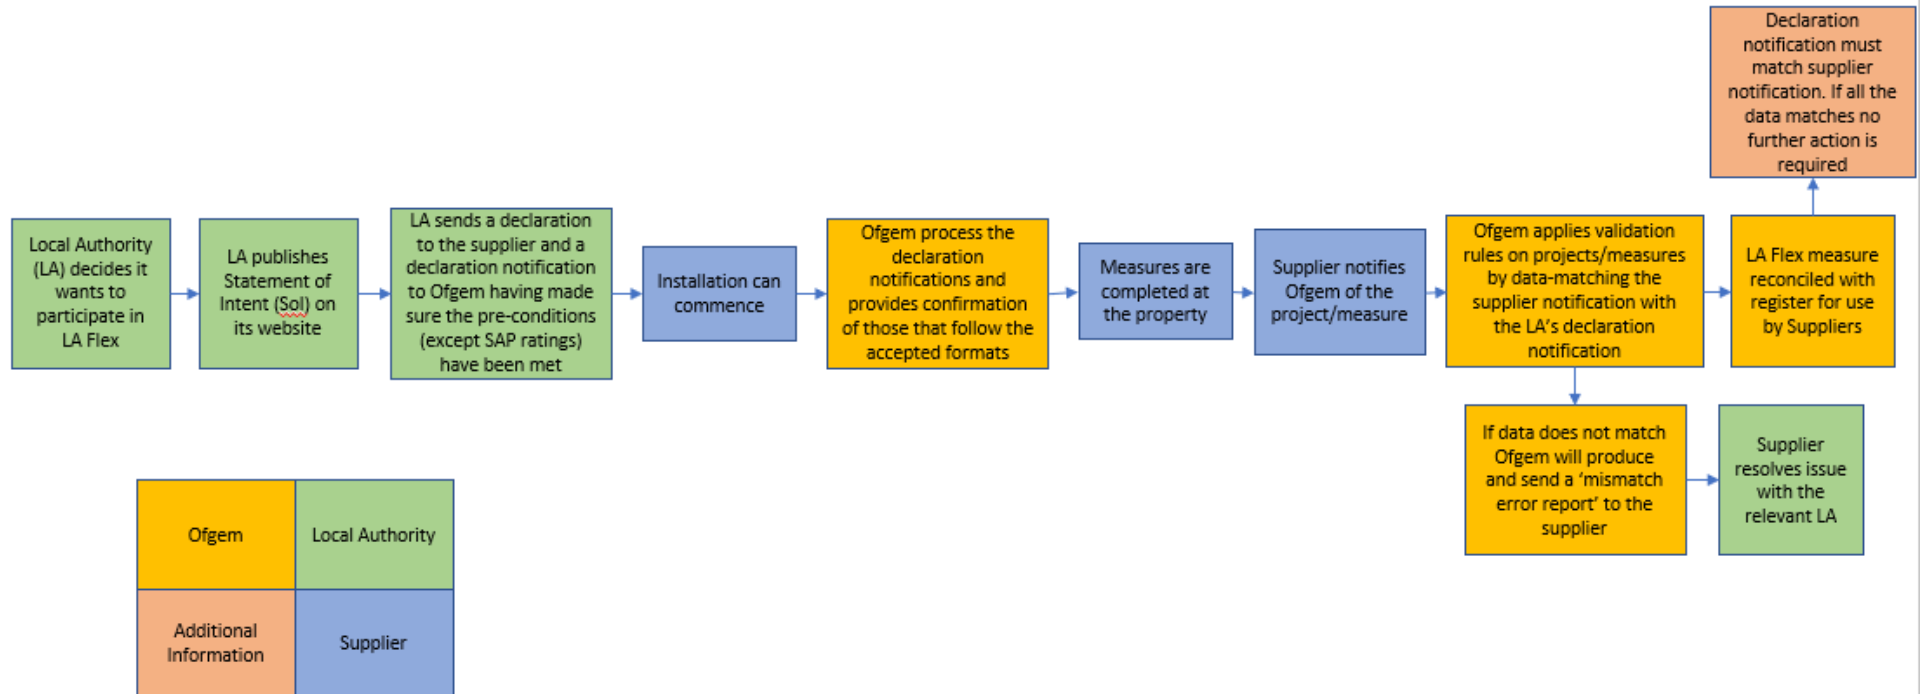 Local Authority
(LA) decides it
wants to
participate in
LA Flex
LA publishes
Statement of
Intent (SoI) on
its website
LA sends a declaration
to the supplier and a
declaration notification
to Ofgem having made
sure the pre-conditions
(except SAP ratings)
have been met
Installation can
commence
Ofgem process the
declaration
notifications and
provides confirmation
of those that follow the
accepted formats
Measures are
completed at
the property
Supplier notifies
Ofgem of the
project/measure
Ofgem applies validation
rules on projects/measures
by data-matching the
supplier notification with
the LA’s declaration
notification
LA Flex measure
reconciled with
register for use
by Suppliers
Declaration
notification must
match supplier
notification. If all the
data matches no
further action is
required
If data does not match
Ofgem will produce
and send a ‘mismatch
error report’ to the
supplier
Supplier
resolves issue
with the
relevant LA
Ofgem
Local Authority
Additional
Information
Supplier